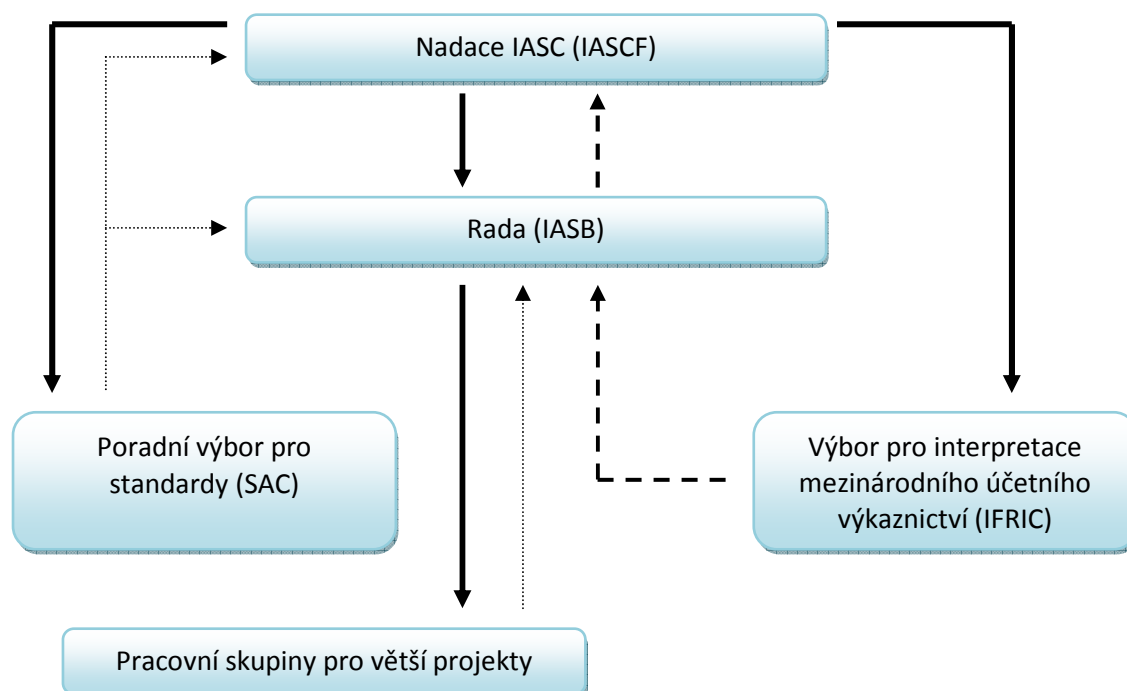 Nadace IASC (IASCF)
Rada (IASB)
Poradní výbor pro
standardy (SAC)
Výbor pro interpretace
mezinárodního účetního
výkaznictví (IFRIC)
Pracovní skupiny pro větší projekty